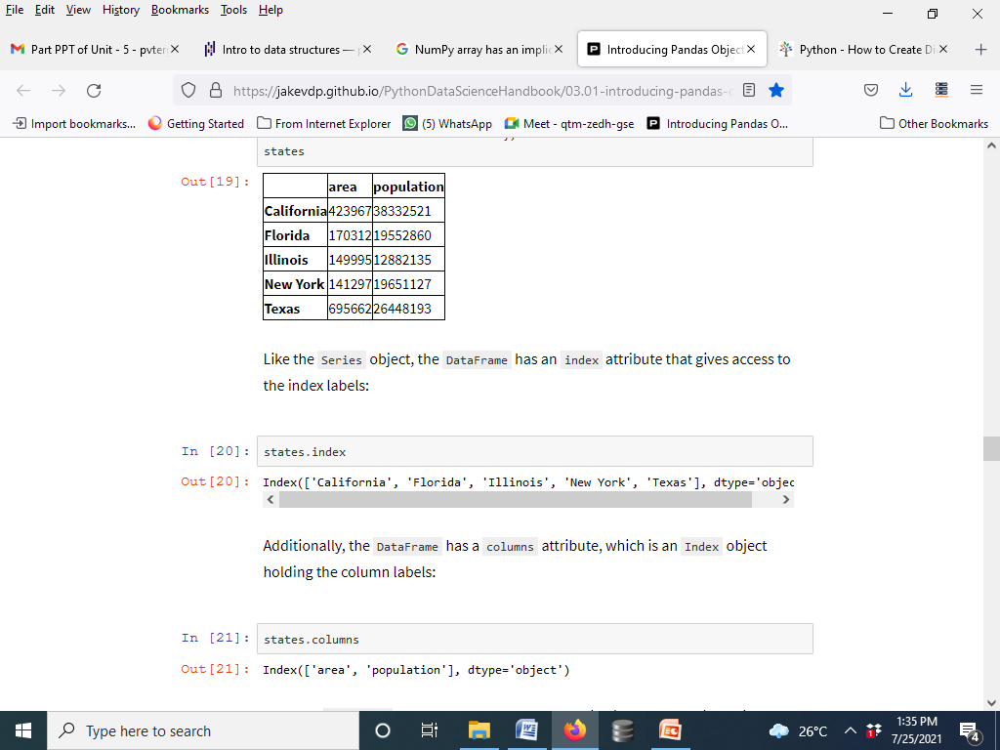 File Edit View History Bookmarks Tools Help
Part PPT of Unit - 5 - pvter
Intro to data structures —
NumPy array has an implic
Introducing Pandas Object
Python - How to Create Di
https://jakevdp.github.io/PythonDataScienceHandbook/03.01-introducing-pandas-o
Import bookmarks... Getting Started From Internet Explorer (5) WhatsApp Meet - qtm-zedh-gse Introducing Pandas O... Other Bookmarks
states
Out[19]:
area population
California 423967 38332521
Florida 170312 19552860
Illinois 149995 12882135
New York 141297 19651127
Texas 695662 26448193
Like the Series object, the DataFrame has an index attribute that gives access to
the index labels:
In [20]: states.index
Out[20]: Index(['California', 'Florida', 'Illinois', 'New York', 'Texas'], dtype='objec
Additionally, the DataFrame has a columns attribute, which is an Index object
holding the column labels:
In [21]: states.columns
Out[21]: Index(['area', 'population'], dtype='object')
Type here to search
26°C
1
1:35 PM
7/25/2021
4